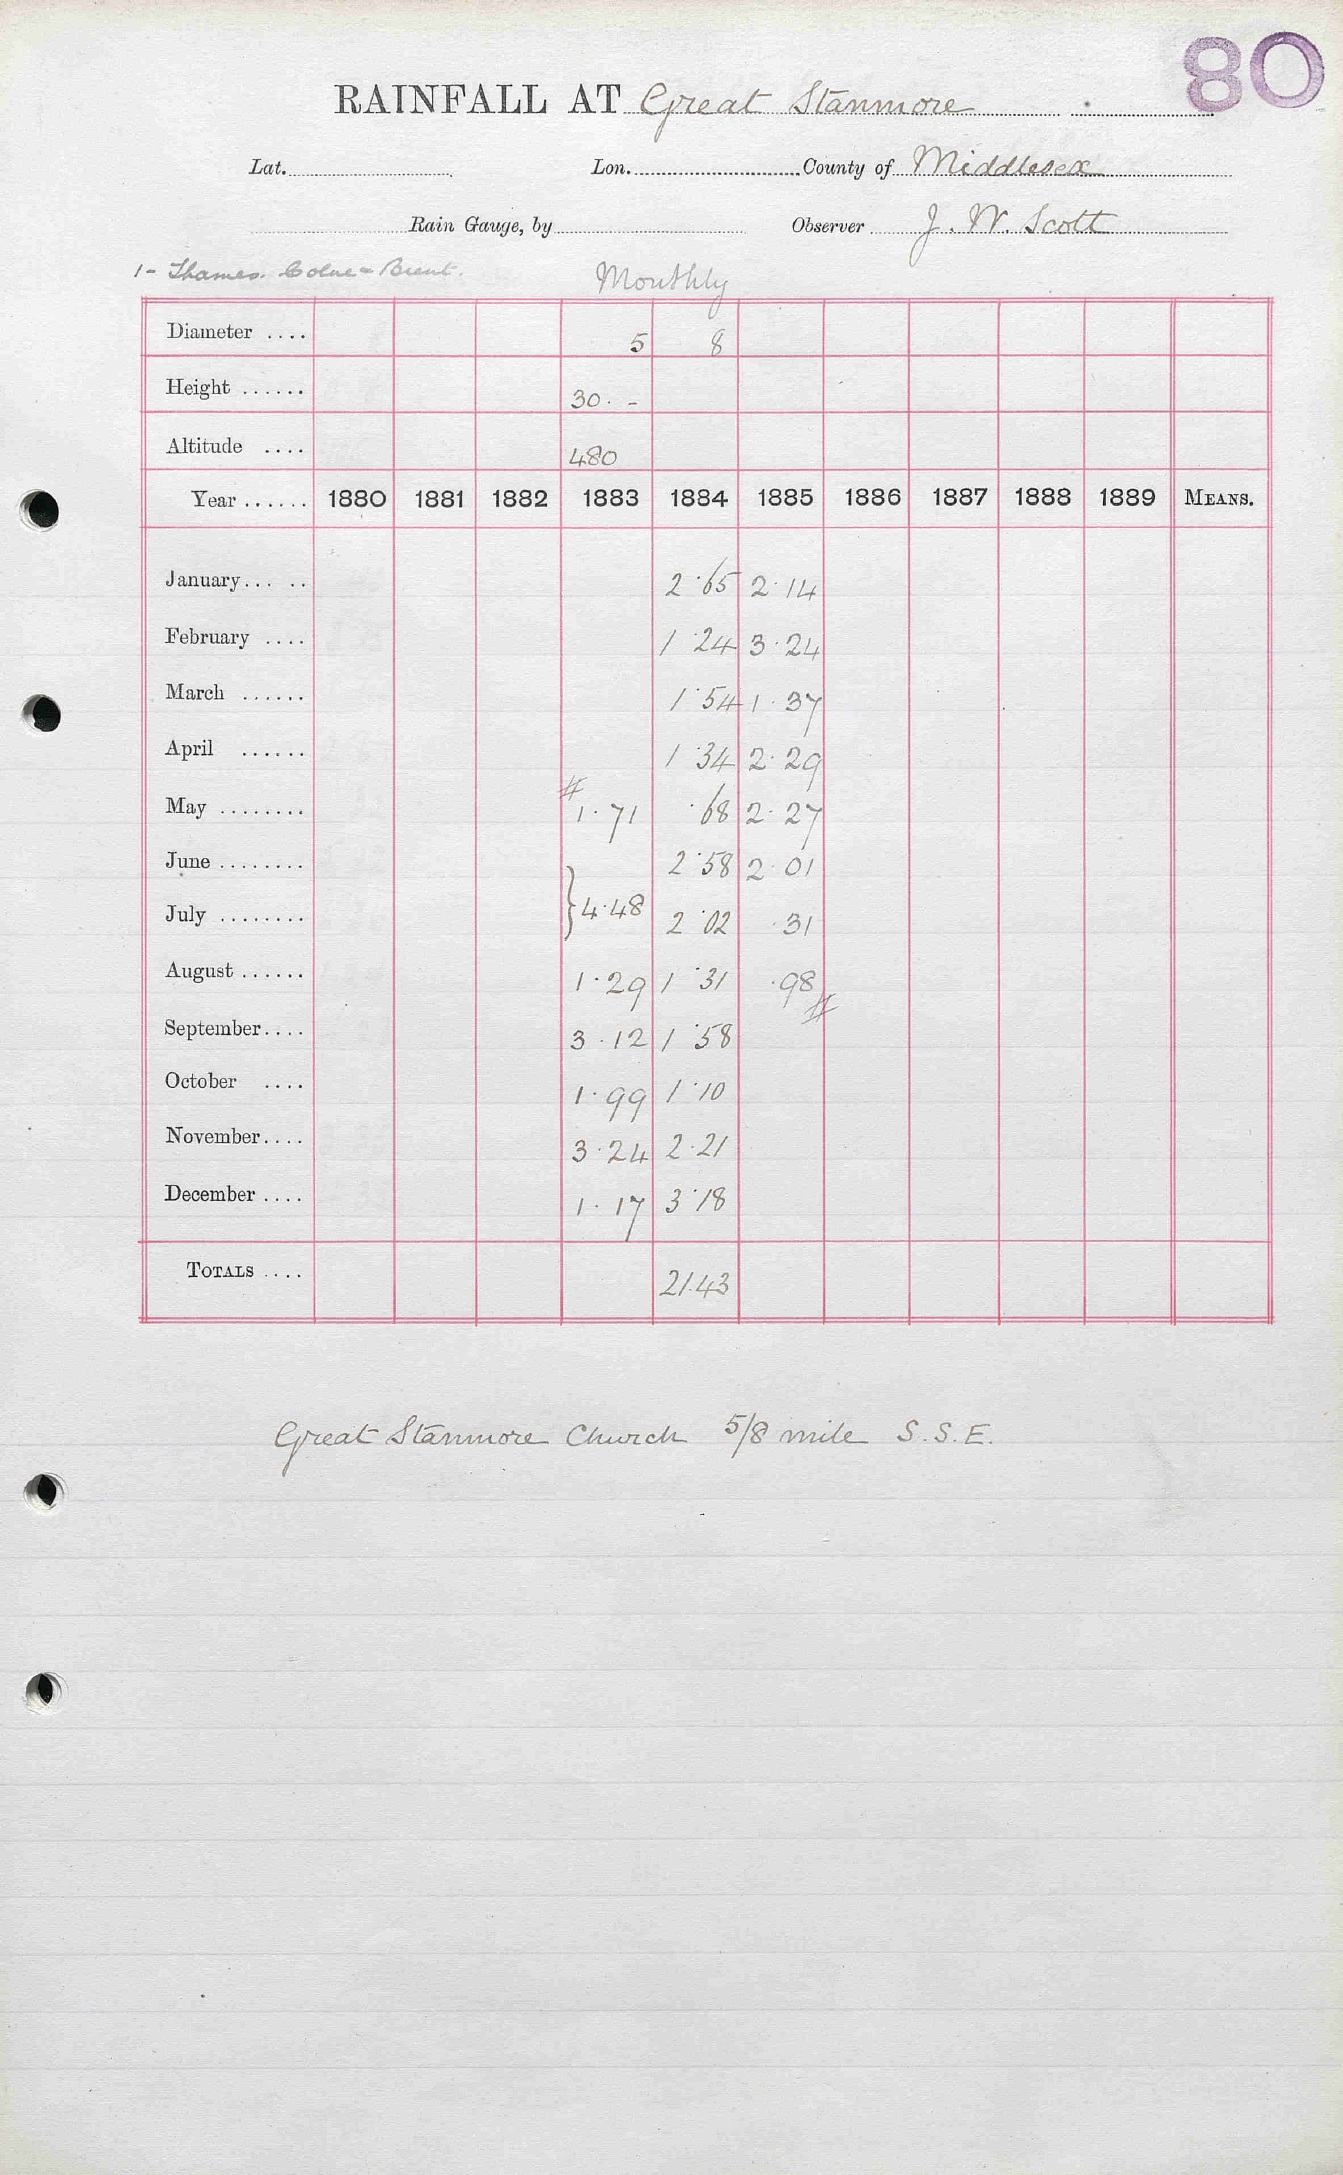 80
RAINFALL AT Great Stanmore
Lat. Lon. County of Middlesex
Rain Gauge, by Observer J. W. Scott
1- Thames. Colne & Brent. Monthly
Diameter .... 5 8
Height ...... 30. -
Altitude .... 480
Year ...... 1880 1881 1882 1883 1884 1885 1886 1887 1888 1889 MEANS.
January... .. 2.65 2.14
February .... 1.24 3.24
March ...... 1.54 1.37
April ...... 1.34 2.29
May ........ # 1.71 .68 2.27
June ........ 2.58 2.01
July ........ } 4.48 2.02 .31
August ...... 1.29 1.31 .98 #
September.... 3.12 1.58
October .... 1.99 1.10
November.... 3.24 2.21
December .... 1.17 3.18
TOTALS .... 21.43
Great Stanmore Church 5/8 mile S.S.E.